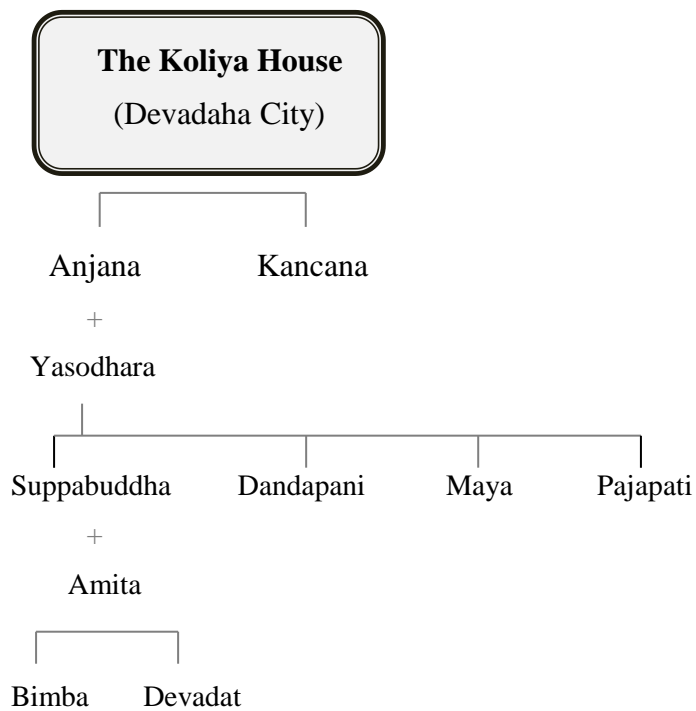 The Koliya House
(Devadaha City)
Anjana Kancana
+
Yasodhara
Suppabuddha Dandapani Maya Pajapati
+
Amita
Bimba Devadat